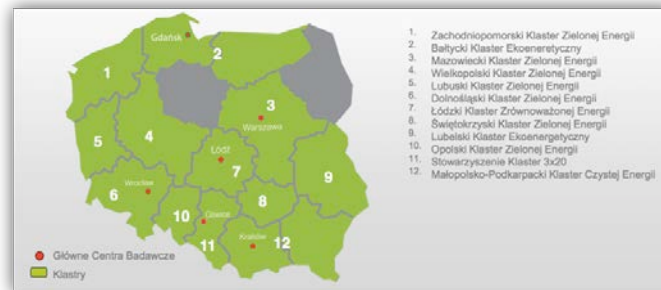 Gdańsk
1
2
3
Warszawa
4
5
Łódź
7
Wrocław
6
9
8
10
Gliwice
11
Kraków
12
Główne Centra Badawcze
Klastry
1. Zachodniopomorski Klaster Zielonej Energii
2. Bałtycki Klaster Ekoeneretyczny
3. Mazowiecki Klaster Zielonej Energii
4. Wielkopolski Klaster Zielonej Energii
5. Lubuski Klaster Zielonej Energii
6. Dolnośląski Klaster Zielonej Energii
7. Łódzki Klaster Zrównoważonej Energii
8. Świętokrzyski Klaster Zielonej Energii
9. Lubelski Klaster Ekoenergetyczny
10. Opolski Klaster Zielonej Energii
11. Stowarzyszenie Klaster 3x20
12. Małopolsko-Podkarpacki Klaster Czystej Energii